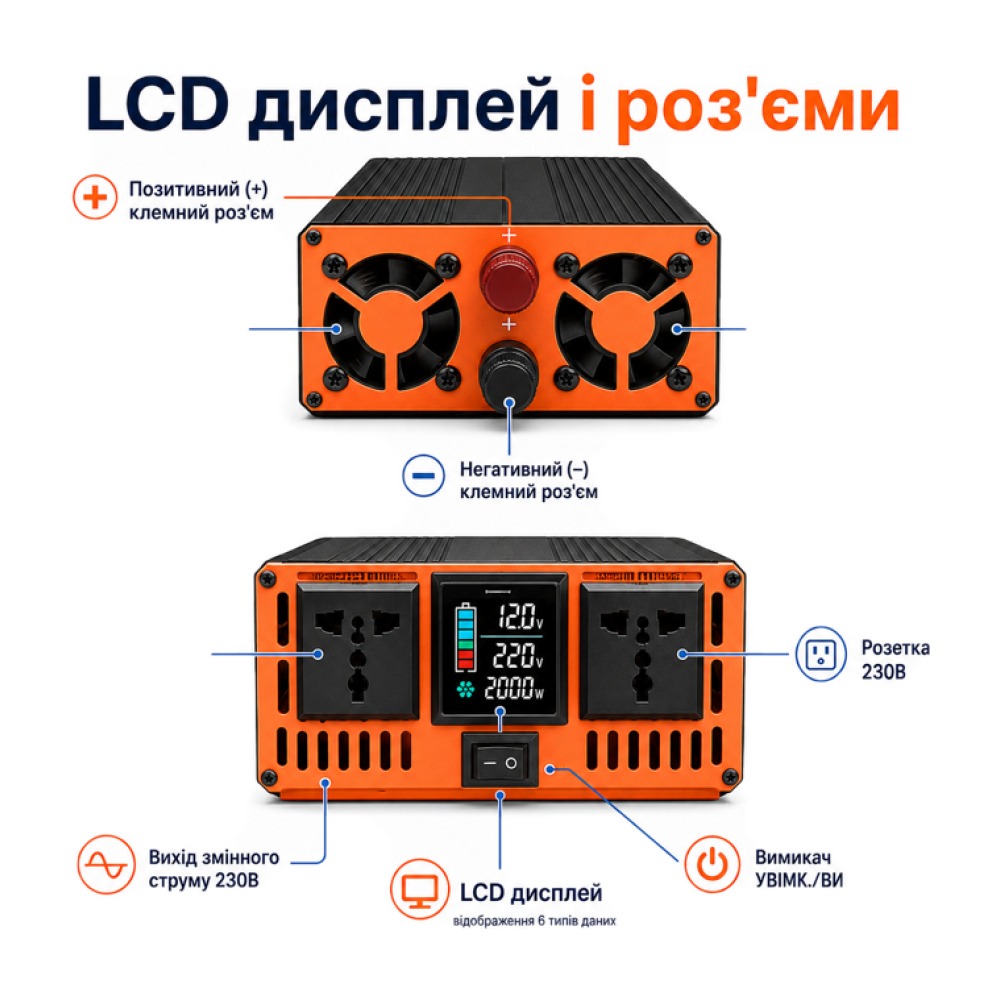 LCD дисплей і роз'єми
Позитивний (+)
клемний роз'єм
+
+
Негативний (–)
клемний роз'єм
12.0v
220v
2000w
Розетка
230В
Вихід змінного
струму 230В
LCD дисплей
відображення 6 типів даних
Вимикач
УВІМК./ВИ